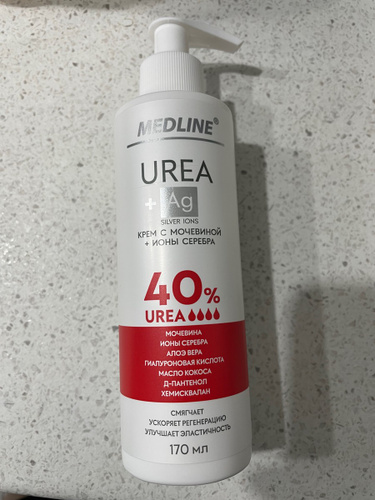 MEDLINE®
UREA
+ Ag
SILVER IONS
КРЕМ С МОЧЕВИНОЙ
+ ИОНЫ СЕРЕБРА
40%
UREA
МОЧЕВИНА
ИОНЫ СЕРЕБРА
АЛОЭ ВЕРА
ГИАЛУРОНОВАЯ КИСЛОТА
МАСЛО КОКОСА
Д-ПАНТЕНОЛ
ХЕМИСКВАЛАН
СМЯГЧАЕТ
УСКОРЯЕТ РЕГЕНЕРАЦИЮ
УЛУЧШАЕТ ЭЛАСТИЧНОСТЬ
170 МЛ